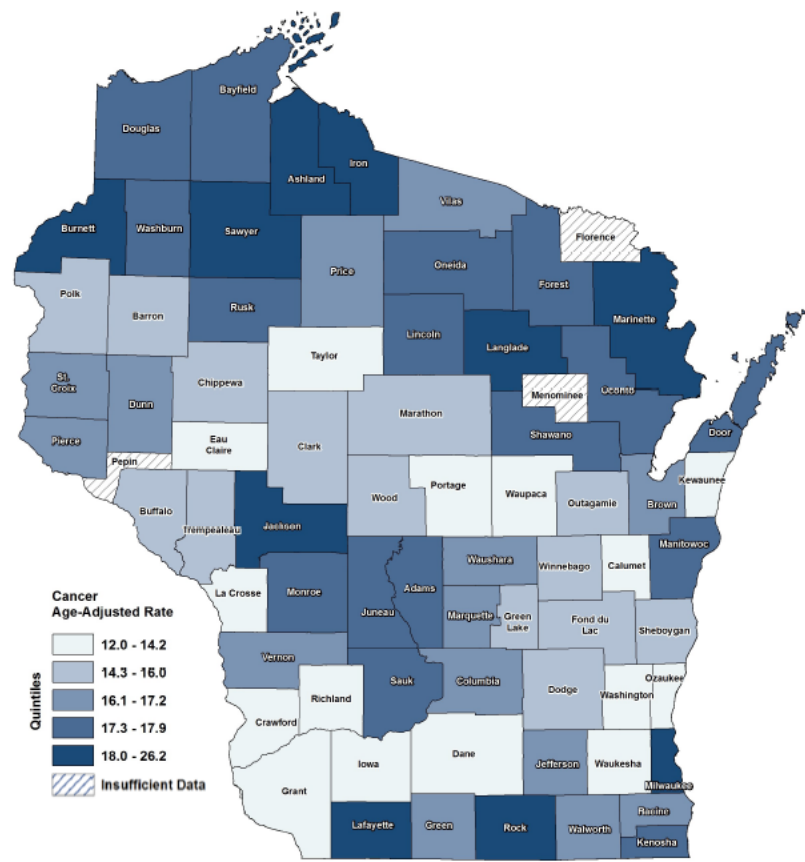 Bayfield
Douglas
Iron
Ashland
Vilas
Burnett
Washburn
Sawyer
Florence
Price
Oneida
Forest
Polk
Barron
Rusk
Marinette
Lincoln
Langlade
Taylor
Chippewa
St.
Croix
Dunn
Menominee
Oconto
Marathon
Pierce
Eau
Claire
Clark
Shawano
Door
Pepin
Portage
Waupaca
Kewaunee
Wood
Outagamie
Brown
Buffalo
Trempealeau
Jackson
Waushara
Winnebago
Calumet
Manitowoc
La Crosse
Monroe
Juneau
Adams
Marquette
Green
Lake
Fond du
Lac
Sheboygan
Vernon
Sauk
Columbia
Dodge
Washington
Ozaukee
Richland
Crawford
Iowa
Dane
Jefferson
Waukesha
Milwaukee
Grant
Lafayette
Green
Rock
Walworth
Racine
Kenosha
Cancer
Age-Adjusted Rate
Quintiles
12.0 - 14.2
14.3 - 16.0
16.1 - 17.2
17.3 - 17.9
18.0 - 26.2
Insufficient Data